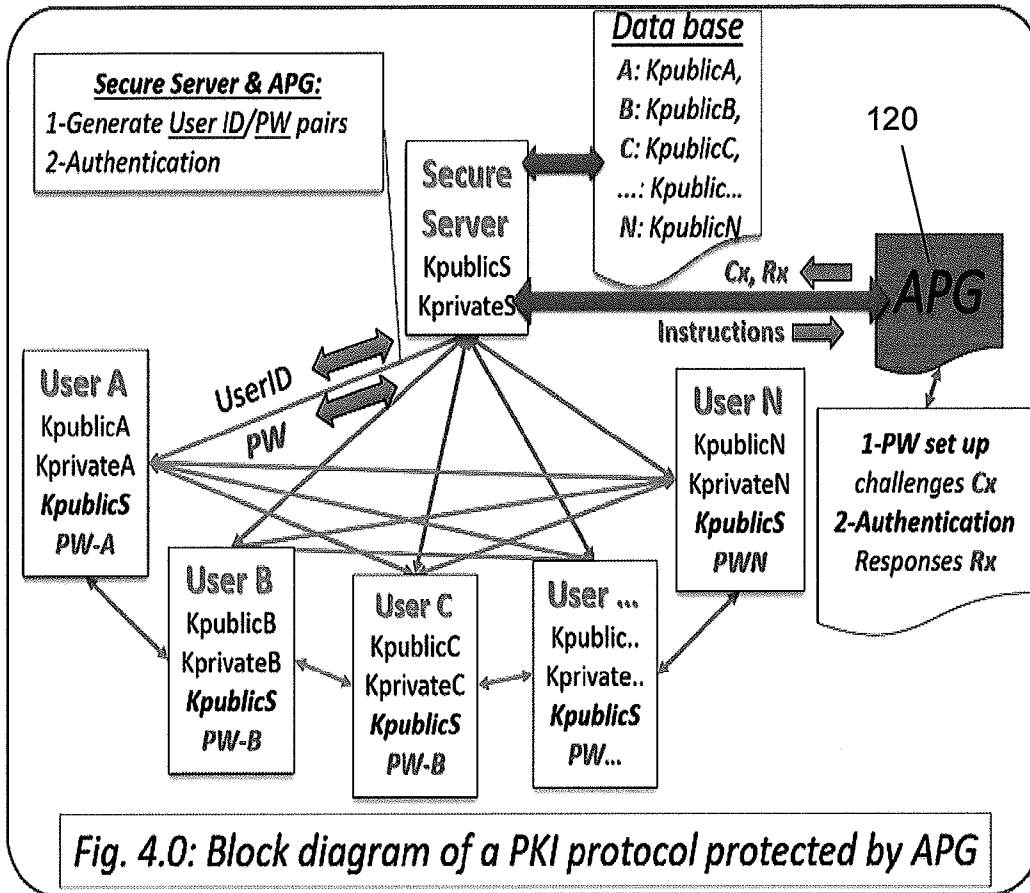 Data base
A: KpublicA,
B: KpublicB,
C: KpublicC,
...: Kpublic...
N: KpublicN
Secure Server & APG:
1-Generate User ID/PW pairs
2-Authentication
120
Secure
Server
KpublicS
KprivateS
Cx, Rx
APG
Instructions
UserID
PW
User A
KpublicA
KprivateA
KpublicS
PW-A
User N
KpublicN
KprivateN
KpublicS
PWN
1-PW set up
challenges Cx
2-Authentication
Responses Rx
User B
KpublicB
KprivateB
KpublicS
PW-B
User C
KpublicC
KprivateC
KpublicS
PW-B
User ...
Kpublic..
Kprivate..
KpublicS
PW...
Fig. 4.0: Block diagram of a PKI protocol protected by APG